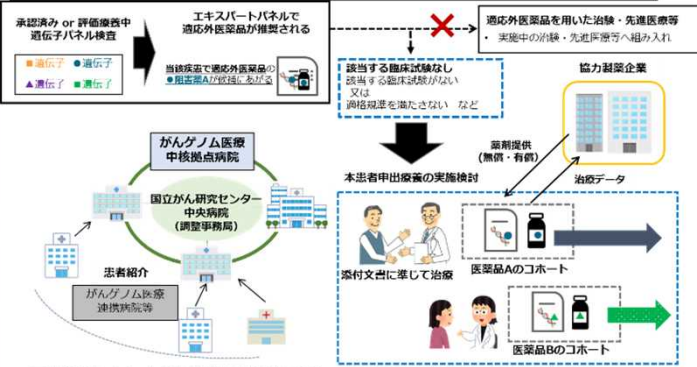 承認済み or 評価療養中
遺伝子パネル検査
■遺伝子 ●遺伝子
▲遺伝子 ■遺伝子
エキスパートパネルで
適応外医薬品が推奨される
当該疾患で適応外医薬品の
●阻害薬Aが候補にあがる
適応外医薬品を用いた治験・先進医療等
• 実施中の治験・先進医療等へ組み入れ
該当する臨床試験なし
該当する臨床試験がない
又は
適格規準を満たさない など
協力製薬企業
薬剤提供
(無償・有償)
治療データ
がんゲノム医療
中核拠点病院
国立がん研究センター
中央病院
(調整事務局)
患者紹介
がんゲノム医療
連携病院等
本患者申出療養の実施検討
添付文書に準じて治療
医薬品Aのコホート
医薬品Bのコホート